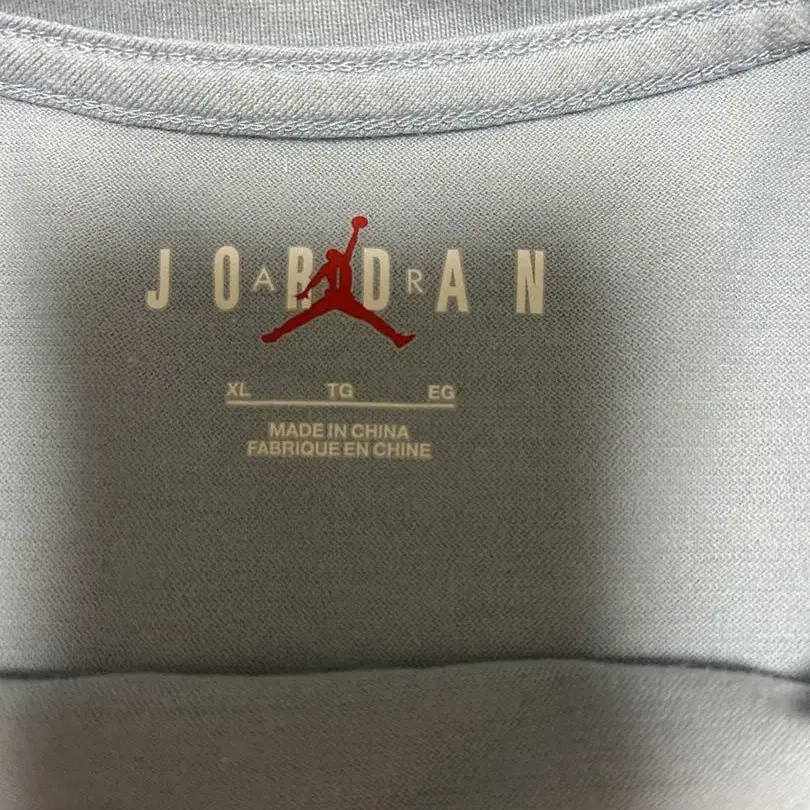 JORDAN
AIR
XL TG EG
MADE IN CHINA
FABRIQUE EN CHINE